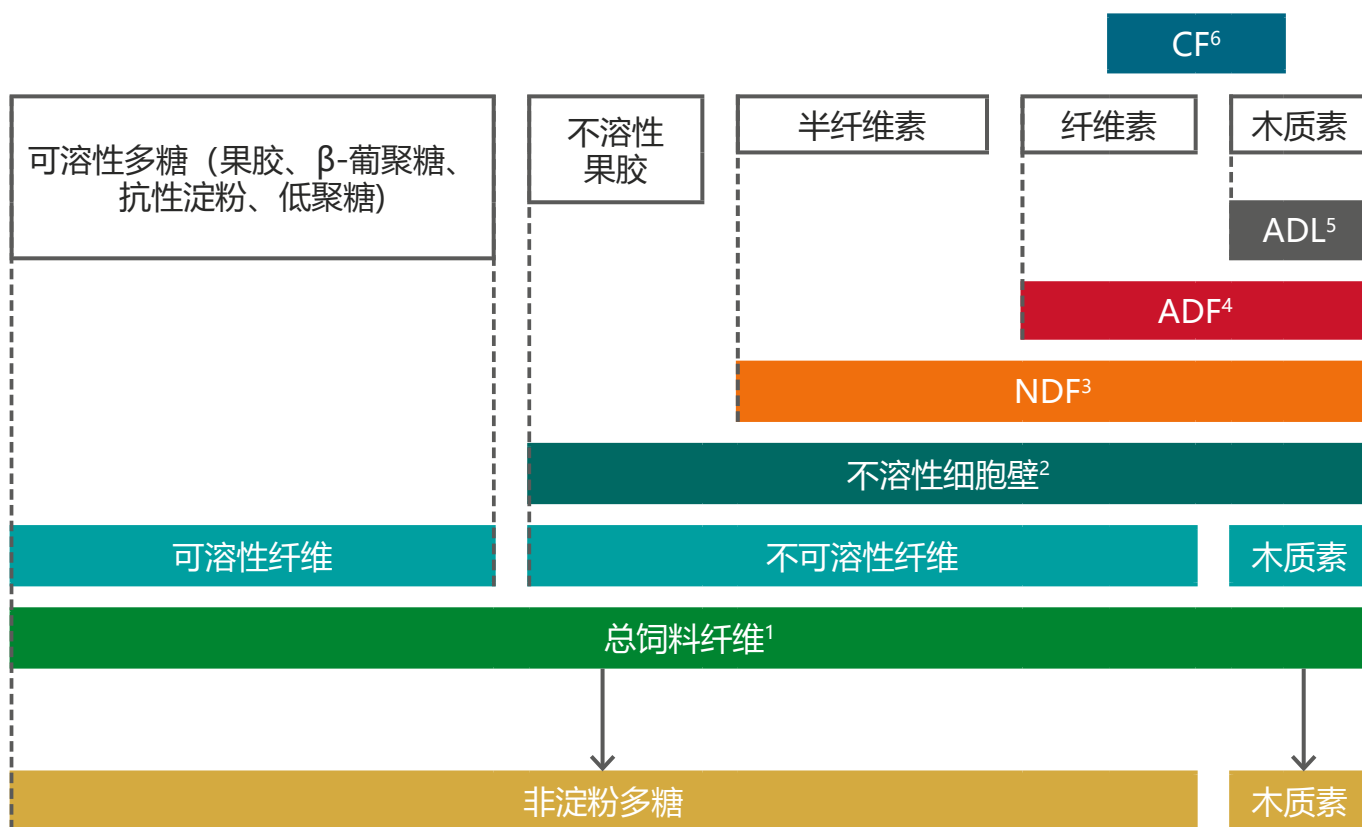 CF⁶
可溶性多糖（果胶、β-葡聚糖、
抗性淀粉、低聚糖)
不溶性
果胶
半纤维素
纤维素
木质素
ADL⁵
ADF⁴
NDF³
不溶性细胞壁²
可溶性纤维
不可溶性纤维
木质素
总饲料纤维¹
非淀粉多糖
木质素